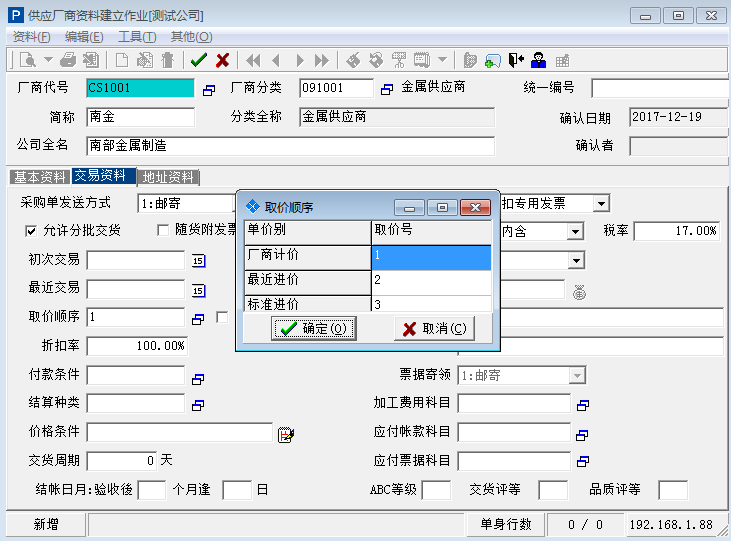 供应厂商资料建立作业[测试公司]
资料(F) 编辑(E) 工具(T) 其他(O)
厂商代号 CS1001 厂商分类 091001 金属供应商 统一编号
简称 南金 分类全称 金属供应商 确认日期 2017-12-19
公司全名 南部金属制造 确认者
基本资料 交易资料 地址资料
采购单发送方式 1:邮寄 扣专用发票
允许分批交货 随货附发票 内含 税率 17.00%
初次交易 15
最近交易 15
取价顺序 1
折扣率 100.00%
付款条件 票据寄领 1:邮寄
结算种类 加工费用科目
价格条件 应付帐款科目
交货周期 0 天 应付票据科目
结帐日月:验收後 个月逢 日 ABC等级 交货评等 品质评等
新增 单身行数 0 / 0 192.168.1.88
取价顺序
单价别 取价号
厂商计价 1
最近进价 2
标准进价 3
确定(O) 取消(C)